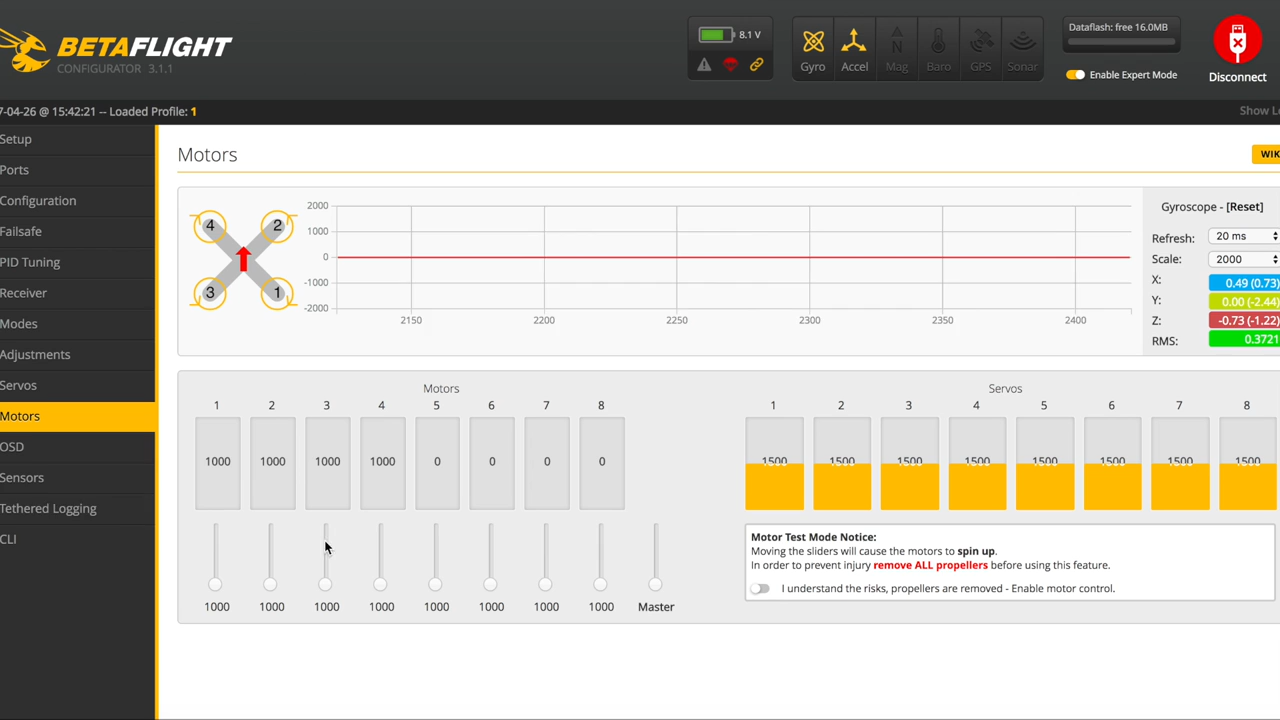 BETAFLIGHT
CONFIGURATOR 3.1.1
8.1 V
Gyro
Accel
Mag
Baro
GPS
Sonar
Dataflash: free 16.0MB
Enable Expert Mode
Disconnect
7-04-26 @ 15:42:21 -- Loaded Profile: 1
Show Lo
Setup
Ports
Configuration
Failsafe
PID Tuning
Receiver
Modes
Adjustments
Servos
Motors
OSD
Sensors
Tethered Logging
CLI
Motors
WIK
4 2
3 1
2000
1000
0
-1000
-2000
2150 2200 2250 2300 2350 2400
Gyroscope - [Reset]
Refresh: 20 ms
Scale: 2000
X: 0.49 (0.73)
Y: 0.00 (-2.44)
Z: -0.73 (-1.22)
RMS: 0.3721
Motors
1 2 3 4 5 6 7 8
1000 1000 1000 1000 0 0 0 0
1000 1000 1000 1000 1000 1000 1000 1000 Master
Servos
1 2 3 4 5 6 7 8
1500 1500 1500 1500 1500 1500 1500 1500
Motor Test Mode Notice:
Moving the sliders will cause the motors to spin up.
In order to prevent injury remove ALL propellers before using this feature.
I understand the risks, propellers are removed - Enable motor control.